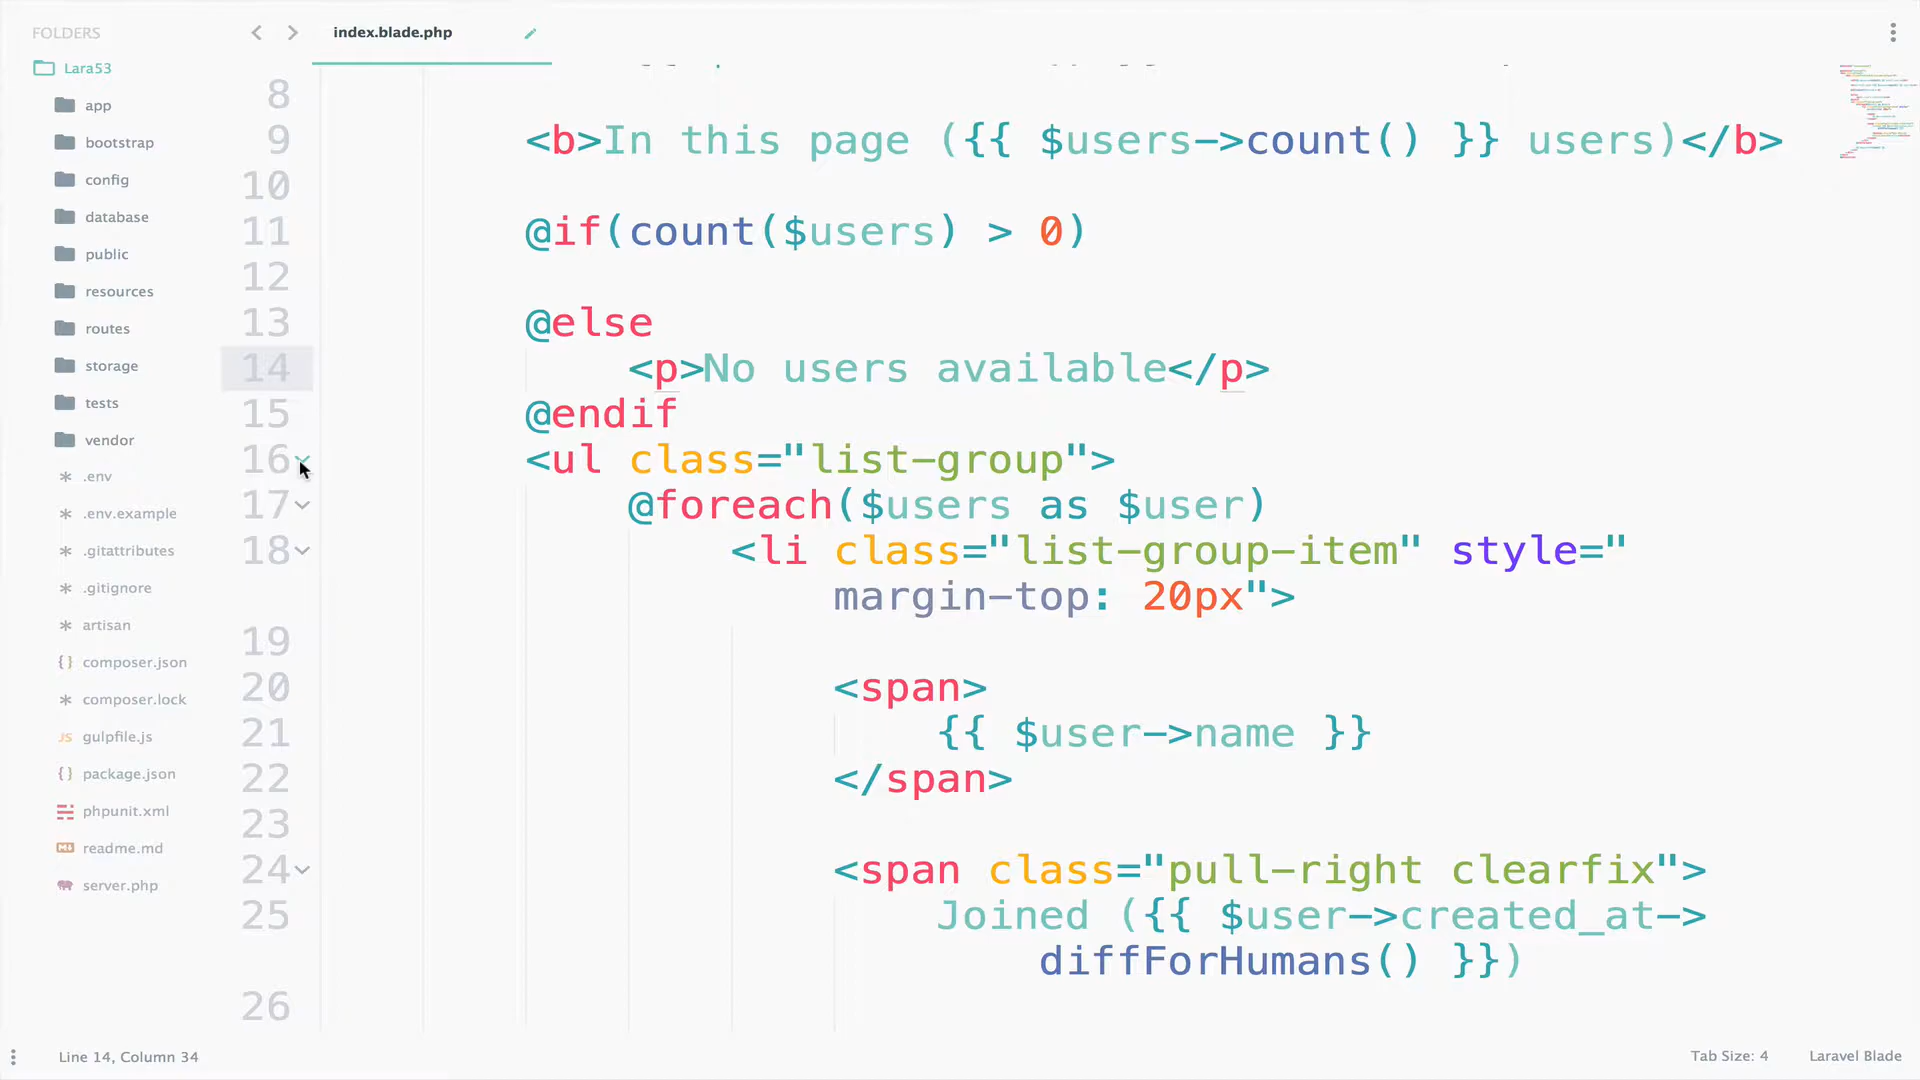 FOLDERS
Lara53
app
bootstrap
config
database
public
resources
routes
storage
tests
vendor
.env
.env.example
.gitattributes
.gitignore
artisan
composer.json
composer.lock
gulpfile.js
package.json
phpunit.xml
readme.md
server.php
index.blade.php
8
9 <b>In this page ({{ $users->count() }} users)</b>
10
11 @if(count($users) > 0)
12
13 @else
14 <p>No users available</p>
15 @endif
16 <ul class="list-group">
17 @foreach($users as $user)
18 <li class="list-group-item" style="
margin-top: 20px">
19
20 <span>
21 {{ $user->name }}
22 </span>
23
24 <span class="pull-right clearfix">
25 Joined ({{ $user->created_at->
diffForHumans() }})
26
Line 14, Column 34
Tab Size: 4
Laravel Blade